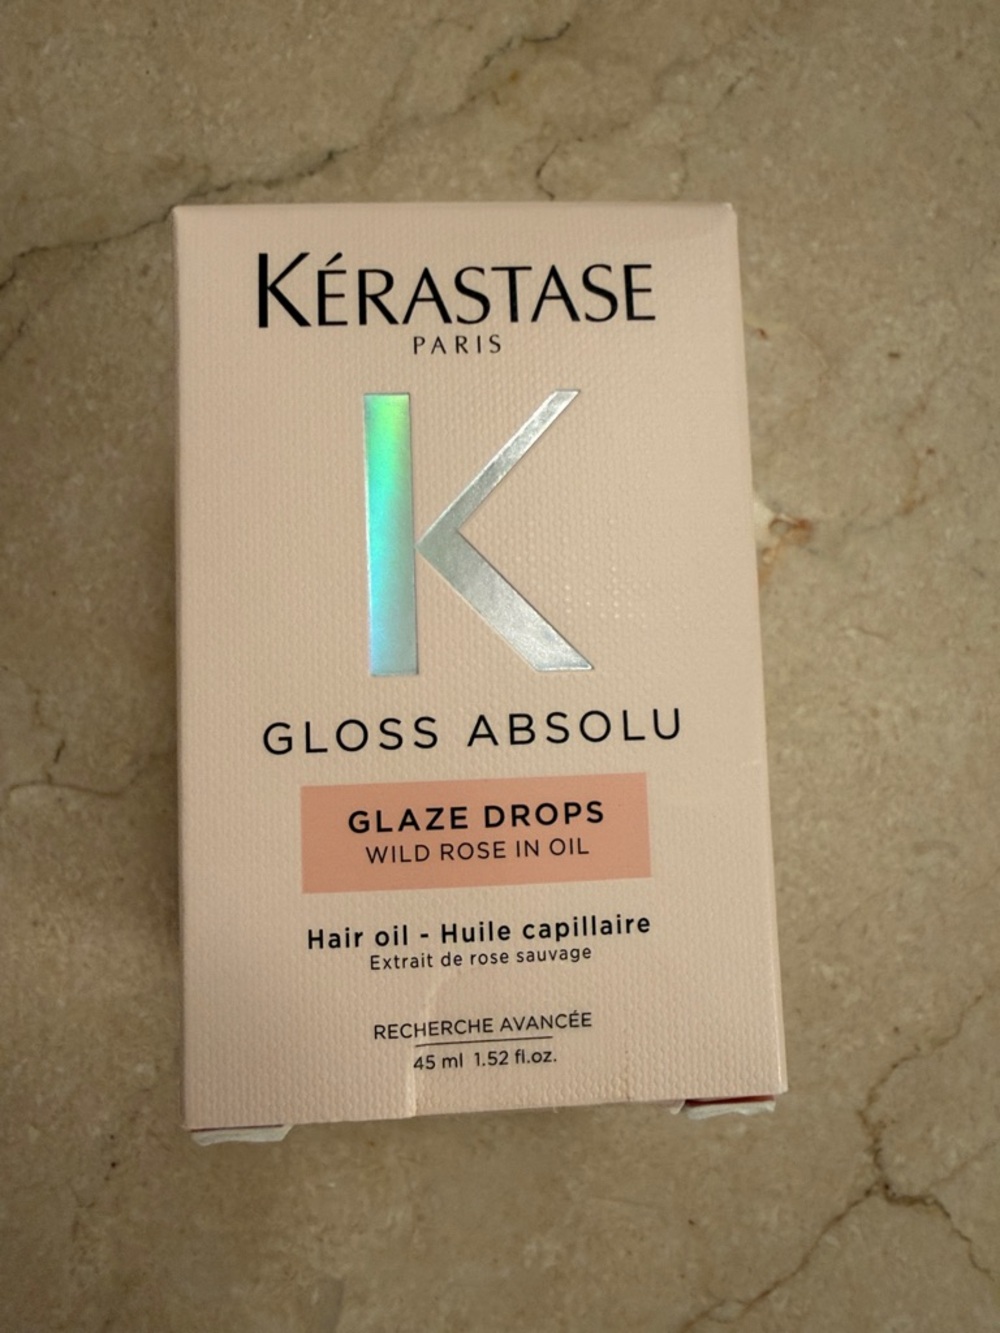 KÉRASTASE
PARIS
K
GLOSS ABSOLU
GLAZE DROPS
WILD ROSE IN OIL
Hair oil - Huile capillaire
Extrait de rose sauvage
RECHERCHE AVANCÉE
45 ml 1.52 fl.oz.